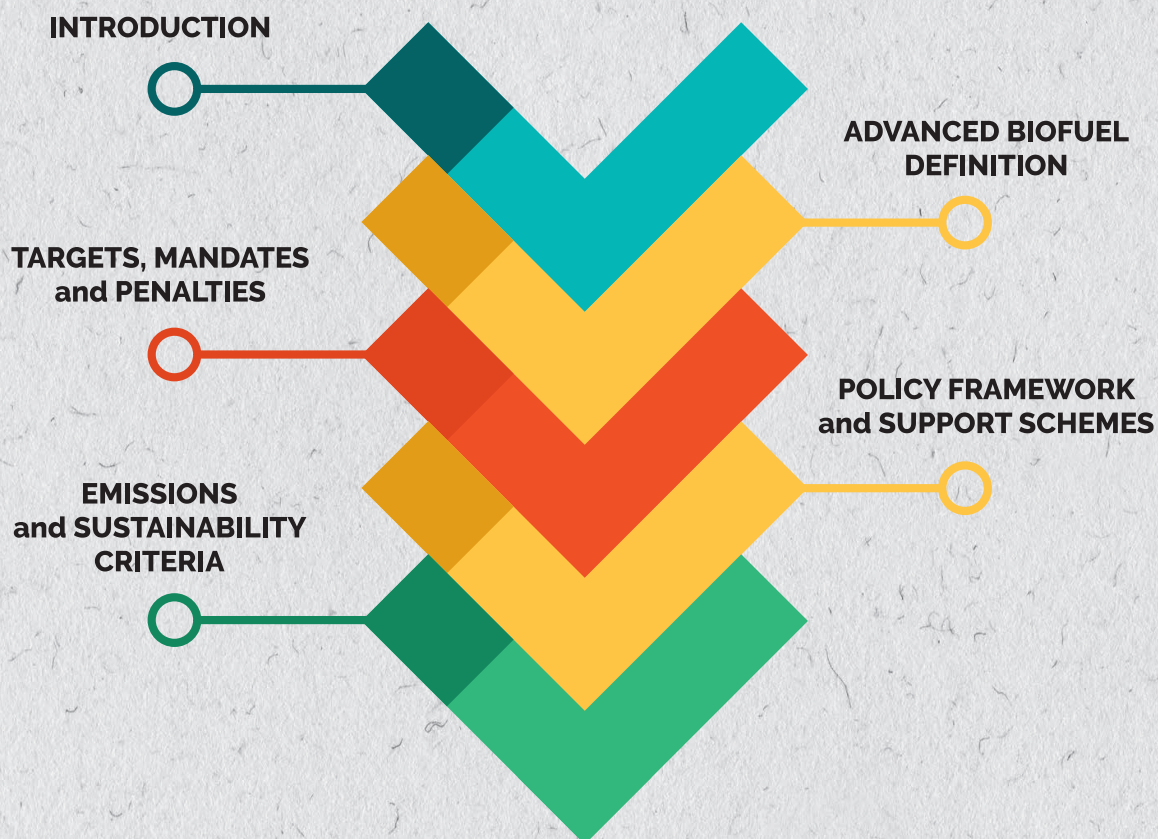 INTRODUCTION
ADVANCED BIOFUEL
DEFINITION
TARGETS, MANDATES
and PENALTIES
POLICY FRAMEWORK
and SUPPORT SCHEMES
EMISSIONS
and SUSTAINABILITY
CRITERIA